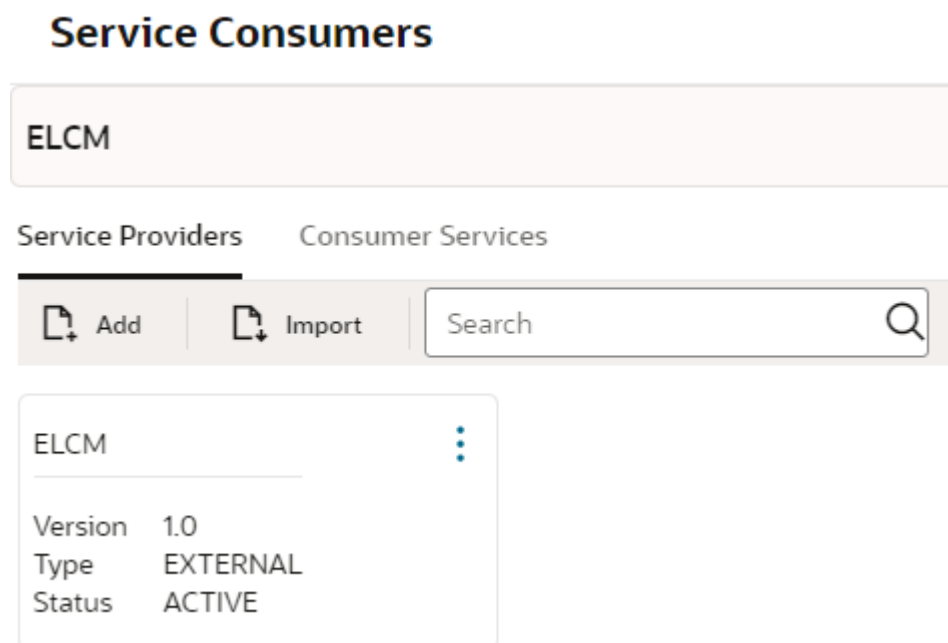 Service Consumers
ELCM
Service Providers Consumer Services
Add Import Search
ELCM
Version 1.0
Type EXTERNAL
Status ACTIVE